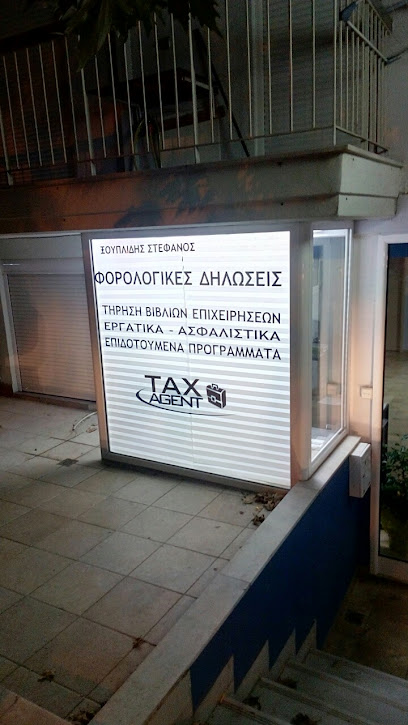 ΞΟΥΠΛΙΔΗΣ ΣΤΕΦΑΝΟΣ
ΦΟΡΟΛΟΓΙΚΕΣ ΔΗΛΩΣΕΙΣ
ΤΗΡΗΣΗ ΒΙΒΛΙΩΝ ΕΠΙΧΕΙΡΗΣΕΩΝ
ΕΡΓΑΤΙΚΑ - ΑΣΦΑΛΙΣΤΙΚΑ
ΕΠΙΔΟΤΟΥΜΕΝΑ ΠΡΟΓΡΑΜΜΑΤΑ
TAX
AGENT